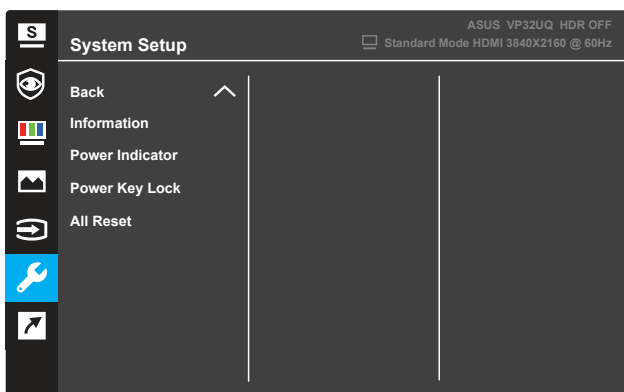 S
ASUS VP32UQ HDR OFF
System Setup
Standard Mode HDMI 3840X2160 @ 60Hz
Back
Information
Power Indicator
Power Key Lock
All Reset